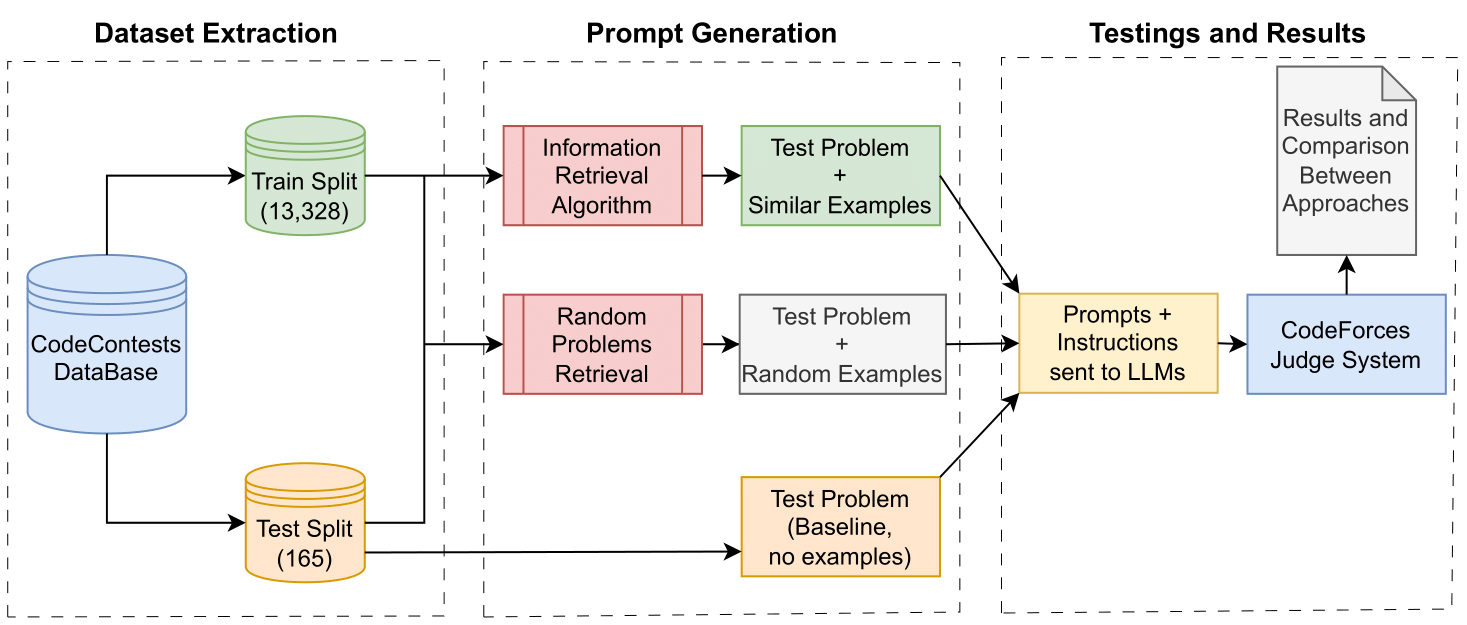 Dataset Extraction
Train Split
(13,328)
CodeContests
DataBase
Test Split
(165)
Prompt Generation
Information
Retrieval
Algorithm
Test Problem
+
Similar Examples
Random
Problems
Retrieval
Test Problem
+
Random Examples
Test Problem
(Baseline,
no examples)
Testings and Results
Results and
Comparison
Between
Approaches
Prompts +
Instructions
sent to LLMs
CodeForces
Judge System